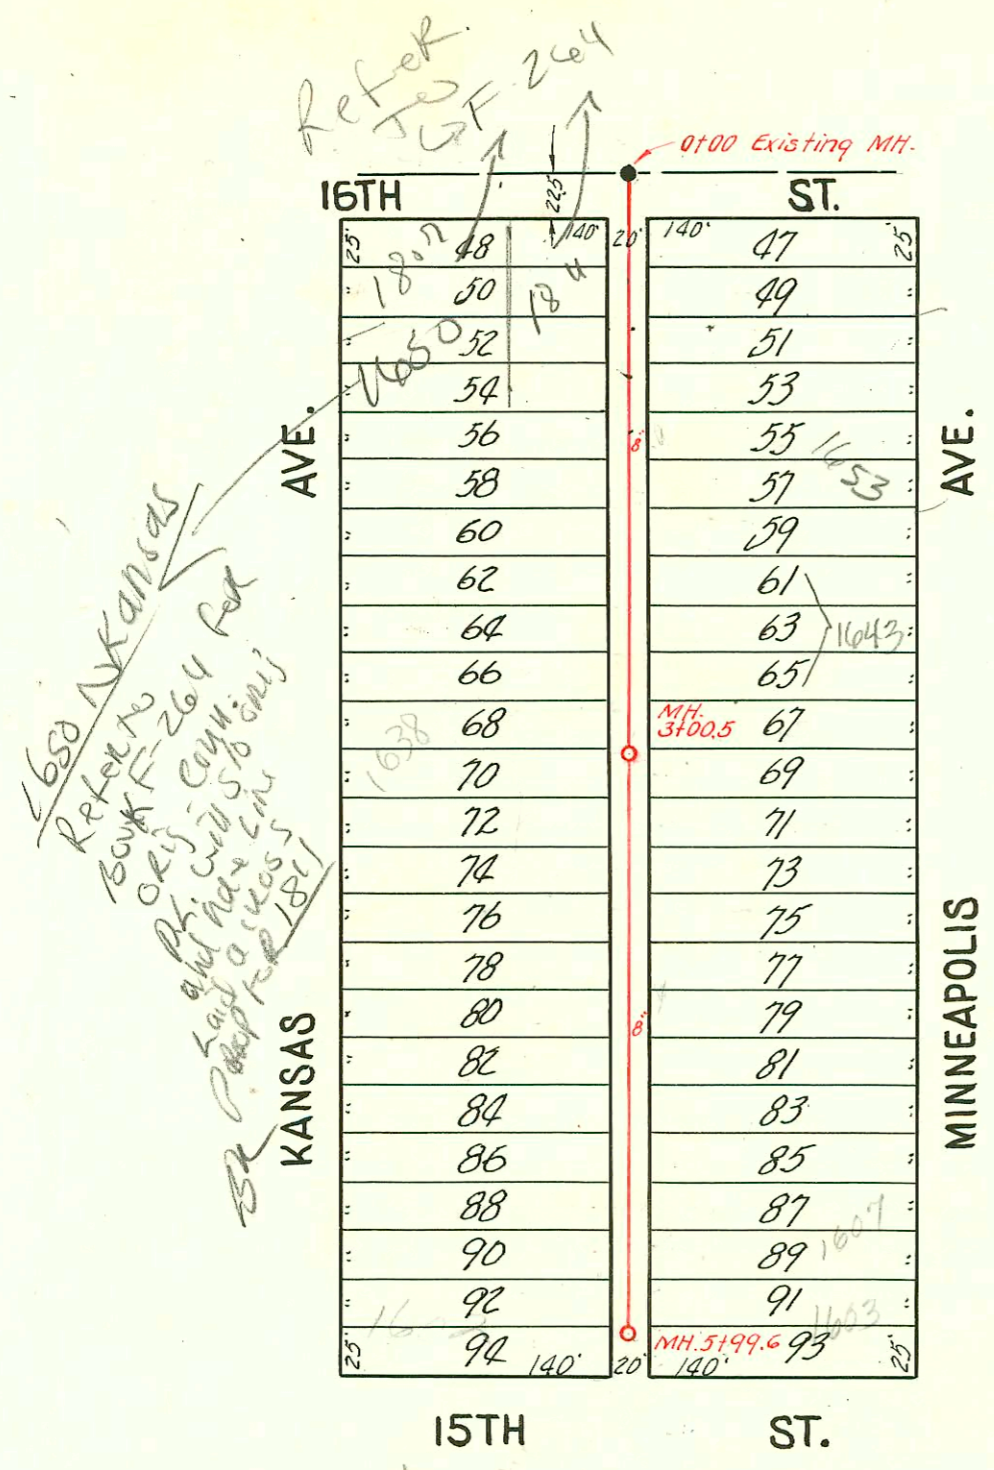 Refer
To
F-264
0+00 Existing MH.
16TH ST.
22.5
25' 48 140' 20' 140' 47 25'
18"
50 49
18"
52 51
1650
54 53
56 8" 55
1653
58 57
60 59
62 61
64 63 1643
66 65
68 MH. 3+00.5 67
1638
70 69
72 71
74 73
76 75
78 77
80 8" 79
82 81
84 83
86 85
88 87
1607
90 89
92 91
1603
25' 94 140' 20' MH. 5+99.6 140' 93 25'
15TH ST.
KANSAS AVE.
MINNEAPOLIS AVE.
1650 N Kansas
Refer to
Book F-264 for
orig. conn.